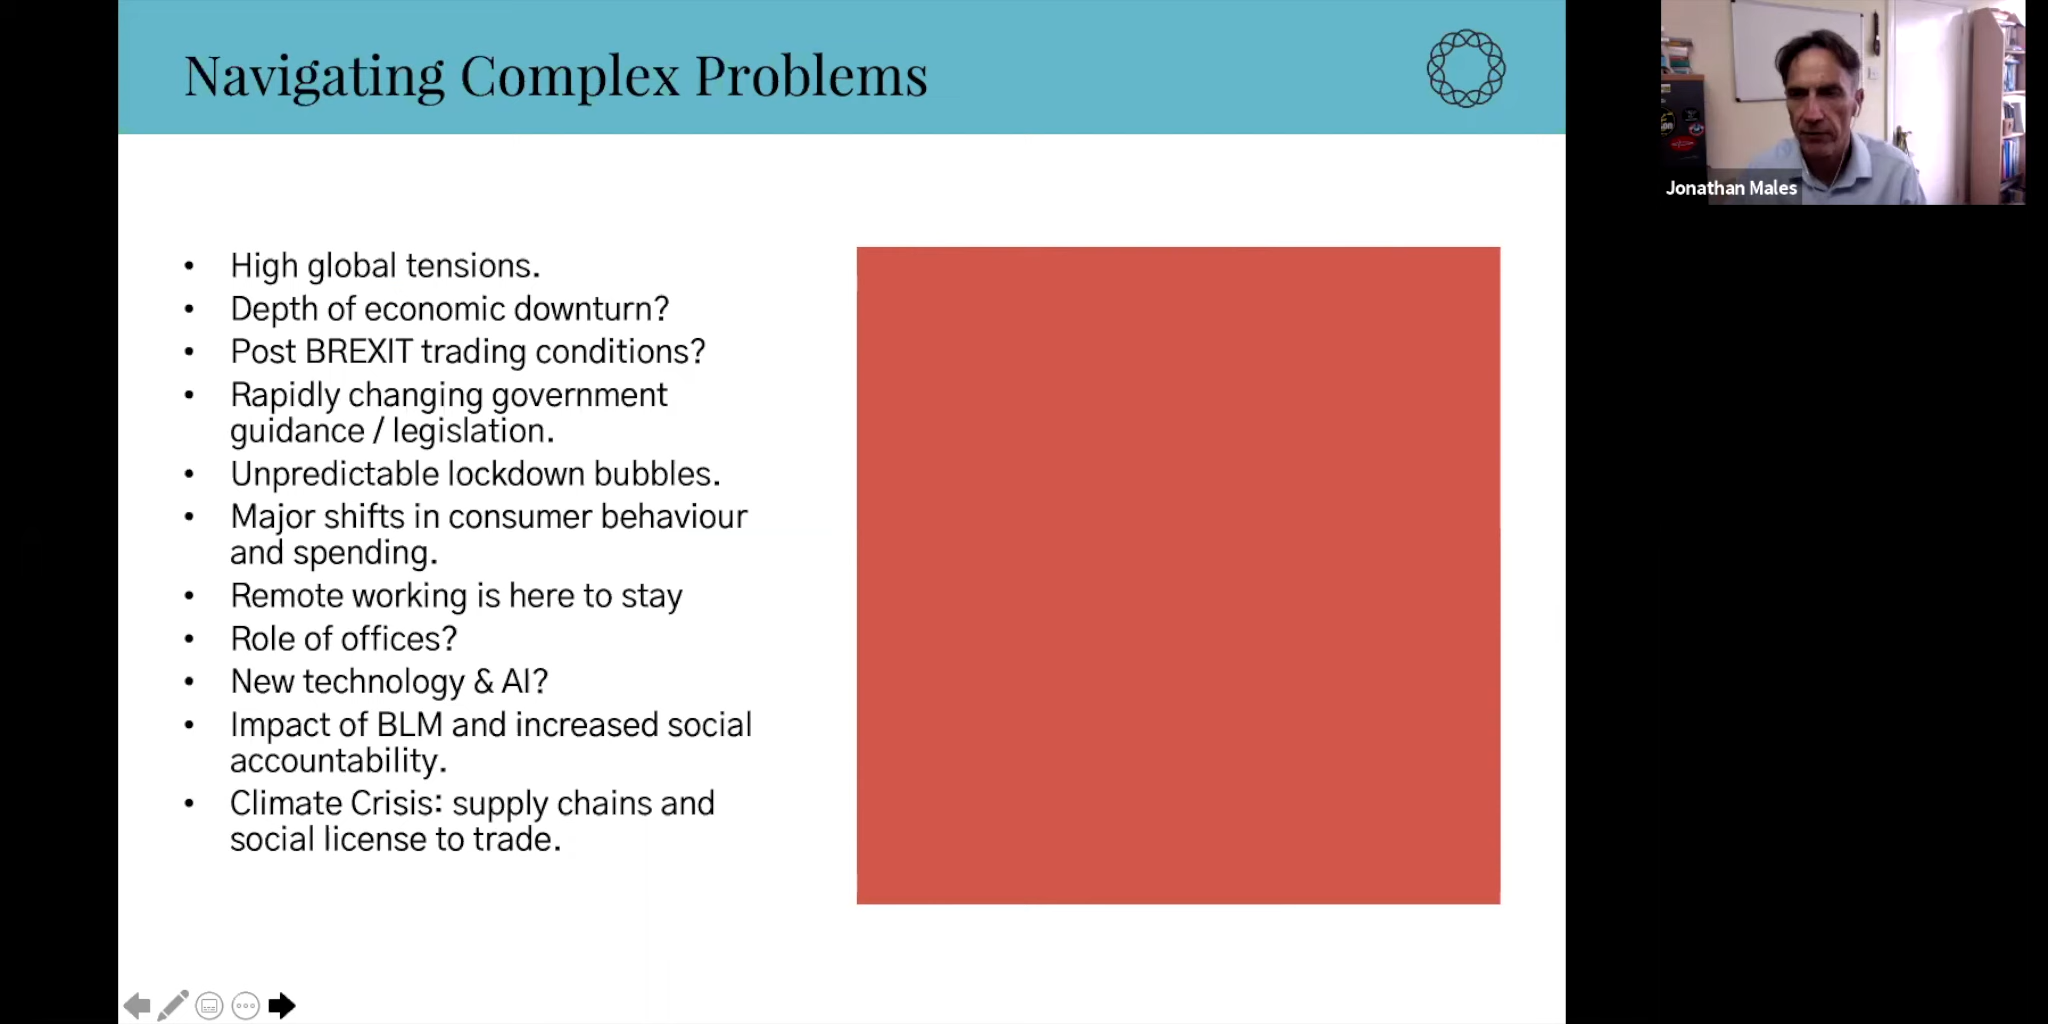 Navigating Complex Problems
Jonathan Males
• High global tensions.
• Depth of economic downturn?
• Post BREXIT trading conditions?
• Rapidly changing government
guidance / legislation.
• Unpredictable lockdown bubbles.
• Major shifts in consumer behaviour
and spending.
• Remote working is here to stay
• Role of offices?
• New technology & AI?
• Impact of BLM and increased social
accountability.
• Climate Crisis: supply chains and
social license to trade.